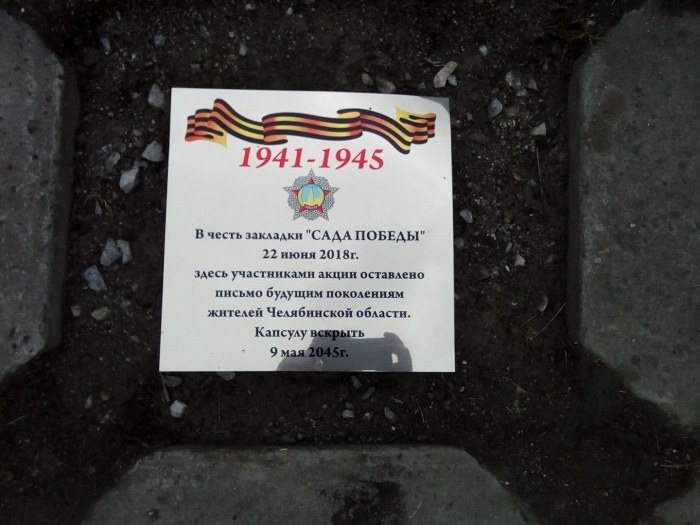 1941-1945
В честь закладки "САДА ПОБЕДЫ"
22 июня 2018г.
здесь участниками акции оставлено
письмо будущим поколениям
жителей Челябинской области.
Капсулу вскрыть
9 мая 2045г.